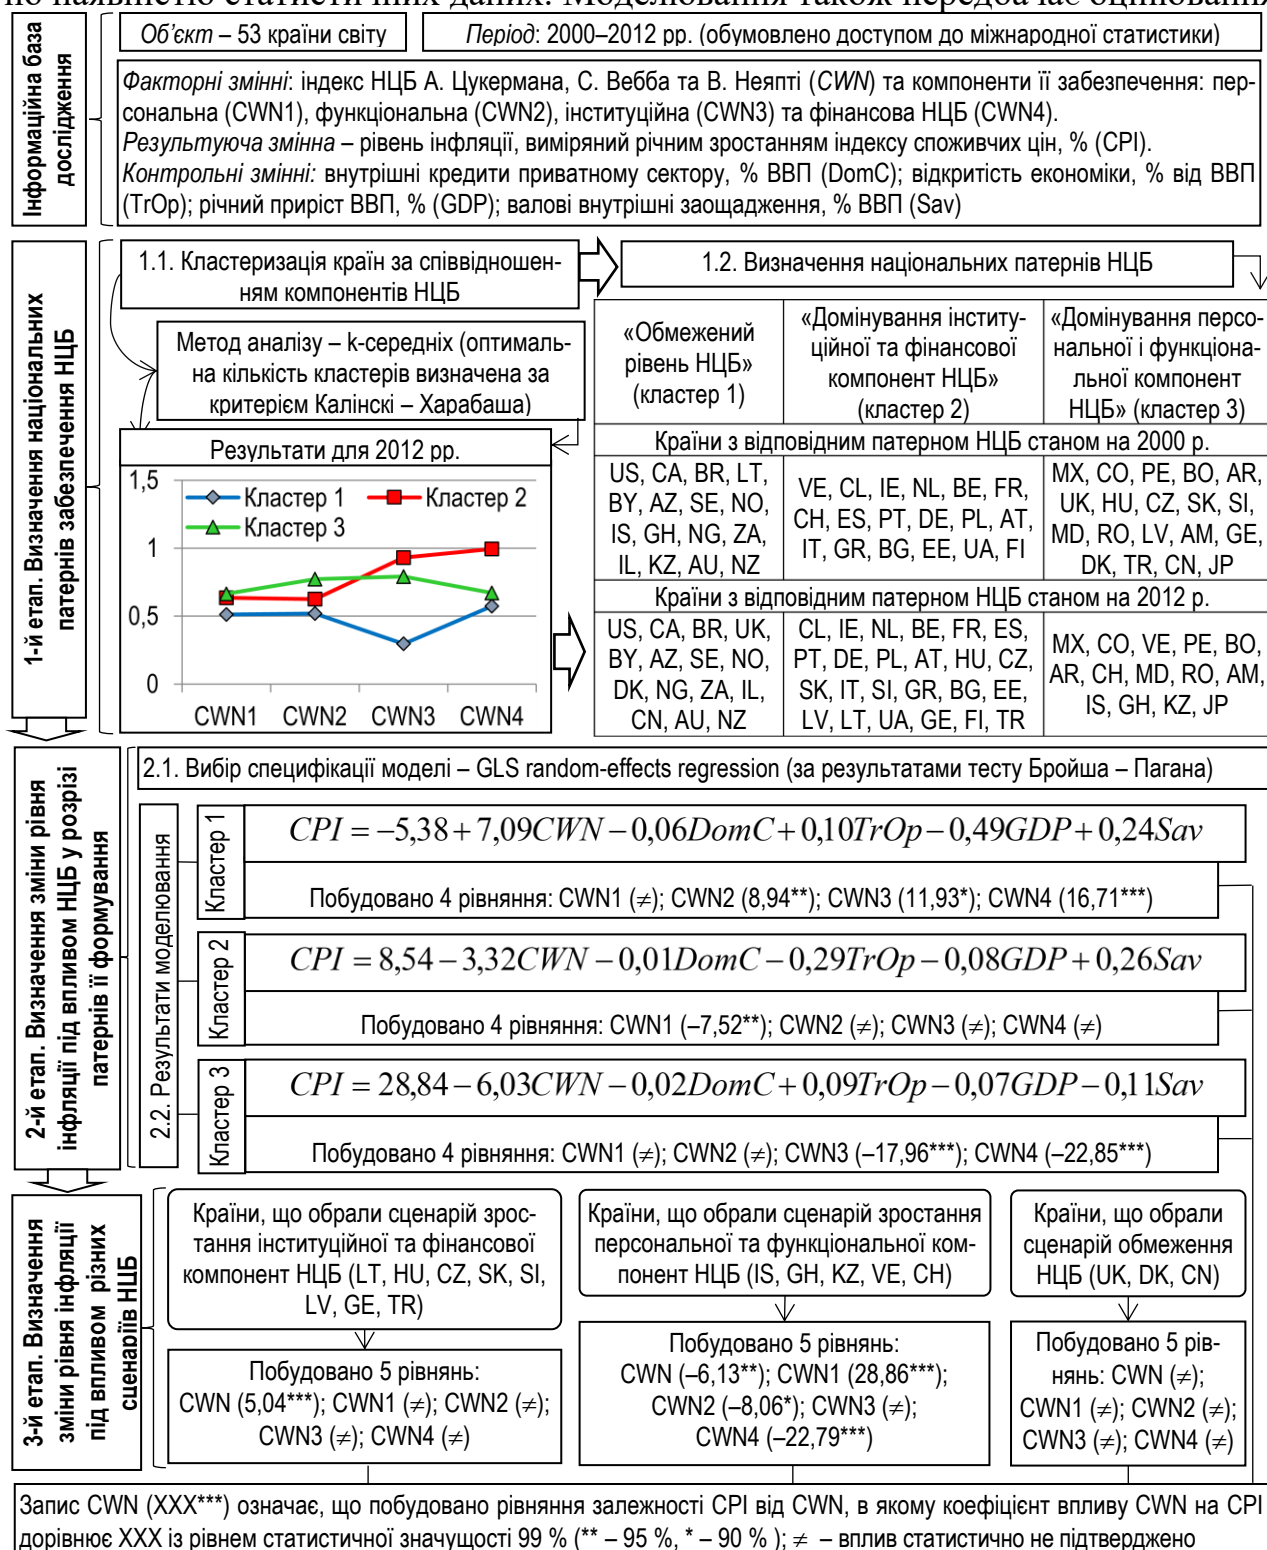 Інформаційна база
дослідження
Об'єкт – 53 країни світу
Період: 2000–2012 рр. (обумовлено доступом до міжнародної статистики)
Факторні змінні: індекс НЦБ А. Цукермана, С. Вебба та В. Неяпті (CWN) та компоненти її забезпечення: пер-
сональна (CWN1), функціональна (CWN2), інституційна (CWN3) та фінансова НЦБ (CWN4).
Результуюча змінна – рівень інфляції, виміряний річним зростанням індексу споживчих цін, % (CPI).
Контрольні змінні: внутрішні кредити приватному сектору, % ВВП (DomC); відкритість економіки, % від ВВП
(TrOp); річний приріст ВВП, % (GDP); валові внутрішні заощадження, % ВВП (Sav)
1-й етап. Визначення національних
патернів забезпечення НЦБ
1.1. Кластеризація країн за співвідношен-
ням компонентів НЦБ
1.2. Визначення національних патернів НЦБ
Метод аналізу – k-середніх (оптималь-
на кількість кластерів визначена за
критерієм Калінскі – Харабаша)
Результати для 2012 рр.
1,5
1
0,5
0
Кластер 1
Кластер 2
Кластер 3
CWN1 CWN2 CWN3 CWN4
«Обмежений
рівень НЦБ»
(кластер 1)
«Домінування інститу-
ційної та фінансової
компонент НЦБ»
(кластер 2)
«Домінування персо-
нальної і функціона-
льної компонент
НЦБ» (кластер 3)
Країни з відповідним патерном НЦБ станом на 2000 р.
US, CA, BR, LT,
BY, AZ, SE, NO,
IS, GH, NG, ZA,
IL, KZ, AU, NZ
VE, CL, IE, NL, BE, FR,
CH, ES, PT, DE, PL, AT,
IT, GR, BG, EE, UA, FI
MX, CO, PE, BO, AR,
UK, HU, CZ, SK, SI,
MD, RO, LV, AM, GE,
DK, TR, CN, JP
Країни з відповідним патерном НЦБ станом на 2012 р.
US, CA, BR, UK,
BY, AZ, SE, NO,
DK, NG, ZA, IL,
CN, AU, NZ
CL, IE, NL, BE, FR, ES,
PT, DE, PL, AT, HU, CZ,
SK, IT, SI, GR, BG, EE,
LV, LT, UA, GE, FI, TR
MX, CO, VE, PE, BO,
AR, CH, MD, RO, AM,
IS, GH, KZ, JP
2-й етап. Визначення зміни рівня
інфляції під впливом НЦБ у розрізі
патернів її формування
2.1. Вибір специфікації моделі – GLS random-effects regression (за результатами тесту Бройша – Пагана)
2.2. Результати моделювання
Кластер 1
CPI = −5,38 + 7,09CWN − 0,06DomC + 0,10TrOp − 0,49GDP + 0,24Sav
Побудовано 4 рівняння: CWN1 (≠); CWN2 (8,94**); CWN3 (11,93*); CWN4 (16,71***)
Кластер 2
CPI = 8,54 − 3,32CWN − 0,01DomC − 0,29TrOp − 0,08GDP + 0,26Sav
Побудовано 4 рівняння: CWN1 (–7,52**); CWN2 (≠); CWN3 (≠); CWN4 (≠)
Кластер 3
CPI = 28,84 − 6,03CWN − 0,02DomC + 0,09TrOp − 0,07GDP − 0,11Sav
Побудовано 4 рівняння: CWN1 (≠); CWN2 (≠); CWN3 (–17,96***); CWN4 (–22,85***)
3-й етап. Визначення
зміни рівня інфляції
під впливом різних
сценаріїв НЦБ
Країни, що обрали сценарій зрос-
тання інституційної та фінансової
компонент НЦБ (LT, HU, CZ, SK, SI,
LV, GE, TR)
Країни, що обрали сценарій зростання
персональної та функціональної ком-
понент НЦБ (IS, GH, KZ, VE, CH)
Країни, що обрали
сценарій обмеження
НЦБ (UK, DK, CN)
Побудовано 5 рівнянь:
CWN (5,04***); CWN1 (≠); CWN2 (≠);
CWN3 (≠); CWN4 (≠)
Побудовано 5 рівнянь:
CWN (–6,13**); CWN1 (28,86***);
CWN2 (–8,06*); CWN3 (≠);
CWN4 (–22,79***)
Побудовано 5 рів-
нянь: CWN (≠);
CWN1 (≠); CWN2 (≠);
CWN3 (≠); CWN4 (≠)
Запис CWN (XXX***) означає, що побудовано рівняння залежності CPI від CWN, в якому коефіцієнт впливу CWN на CPI
дорівнює XXX із рівнем статистичної значущості 99 % (** – 95 %, * – 90 % ); ≠ – вплив статистично не підтверджено